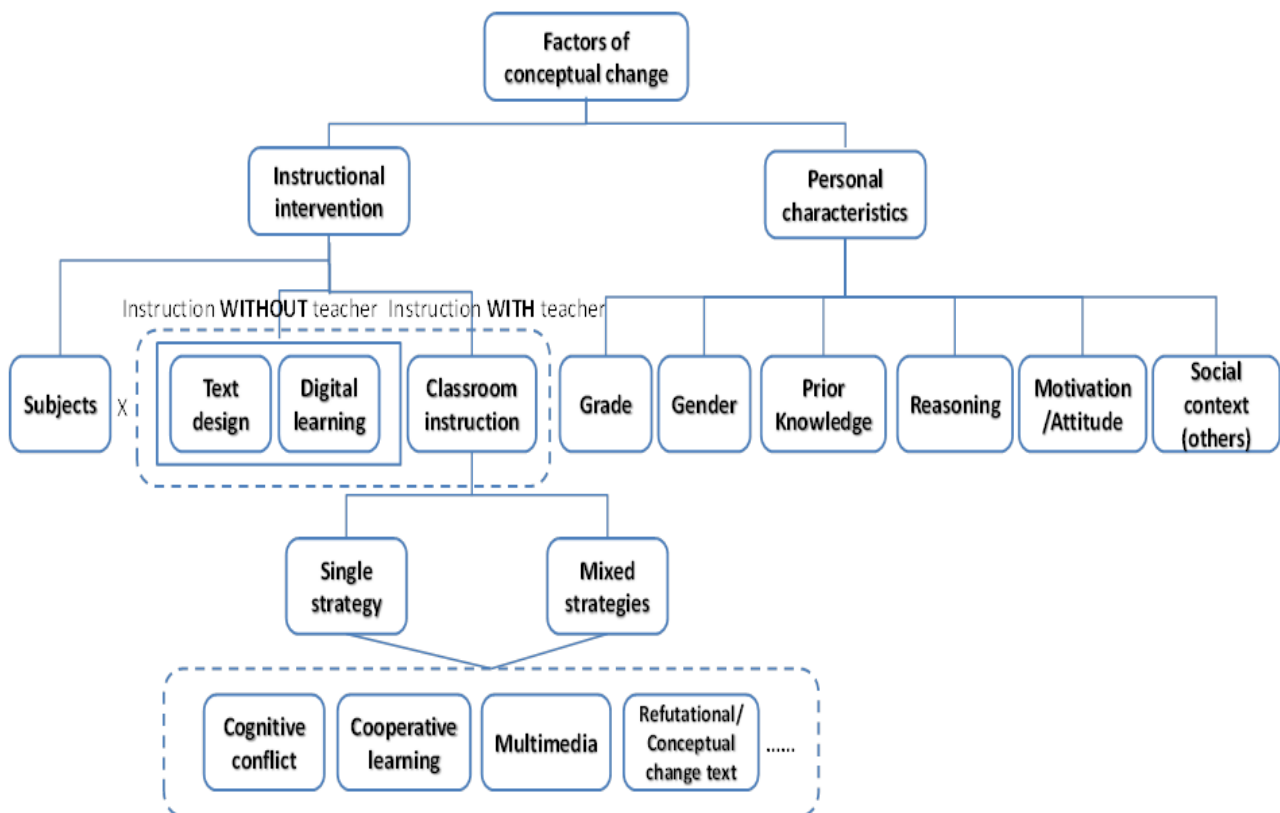 Factors of
conceptual change
Instructional
intervention
Personal
characteristics
Instruction WITHOUT teacher
Instruction WITH teacher
Subjects
X
Text
design
Digital
learning
Classroom
instruction
Grade
Gender
Prior
Knowledge
Reasoning
Motivation
/Attitude
Social
context
(others)
Single
strategy
Mixed
strategies
Cognitive
conflict
Cooperative
learning
Multimedia
Refutational/
Conceptual
change text
......